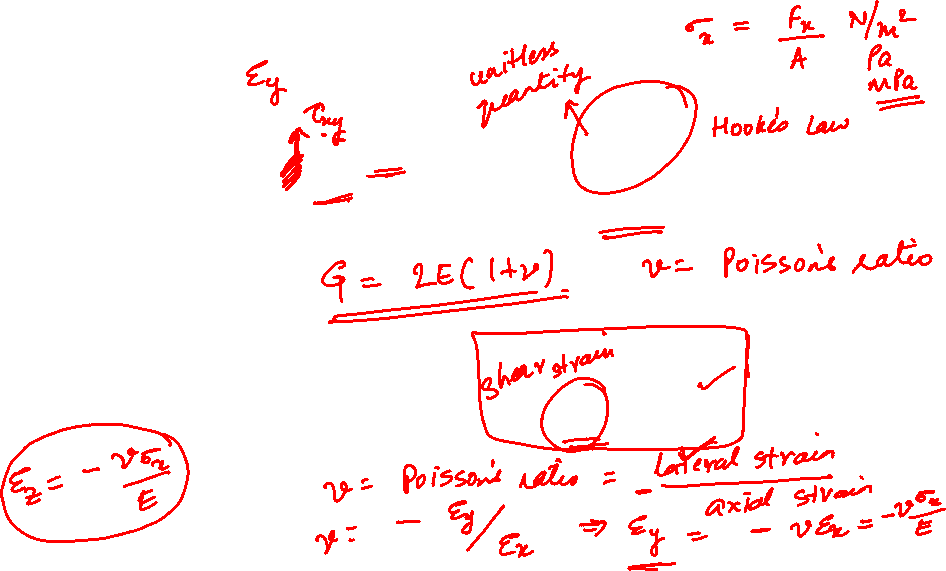 σx = Fx/A N/m²
Pa
MPa
εy
unitless
quantity
τxy
Hooke's Law
=
G = 2E(1+ν)
ν = Poisson's ratio
Shear strain
εz = - νσx/E
ν = Poisson's ratio = - Lateral strain/axial strain
ν = - εy/εx ⇒ εy = - νεx = -νσx/E